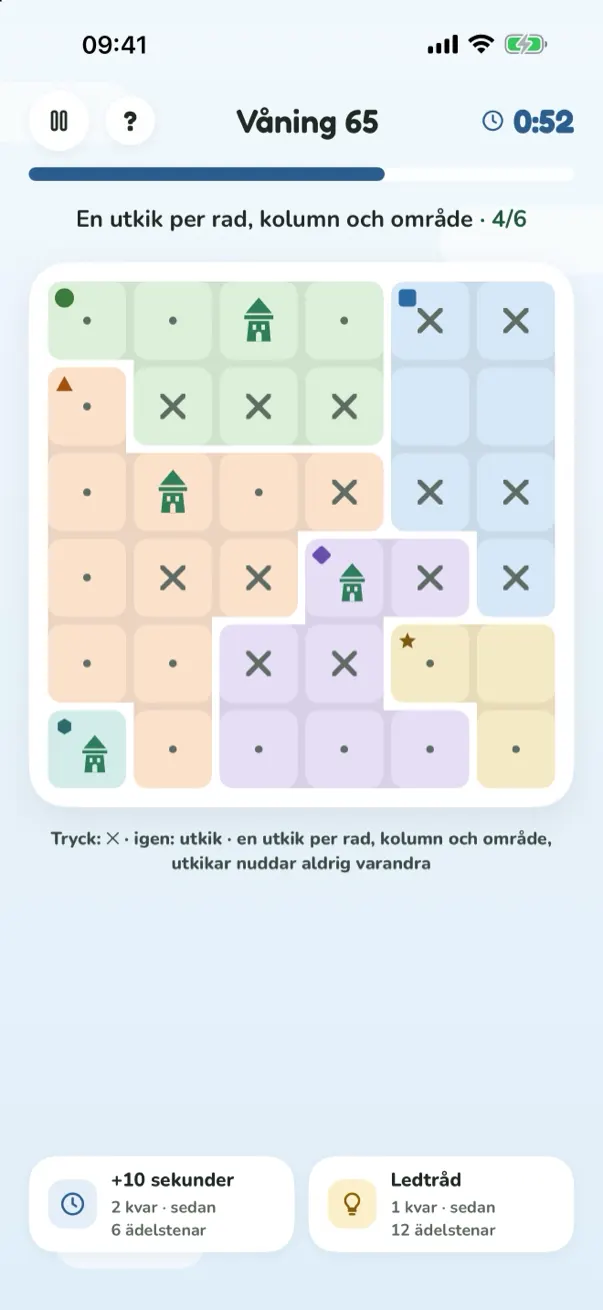 09:41
?
Våning 65
0:52
En utkik per rad, kolumn och område · 4/6
Tryck: × · igen: utkik · en utkik per rad, kolumn och område,
utkikar nuddar aldrig varandra
+10 sekunder
2 kvar · sedan
6 ädelstenar
Ledtråd
1 kvar · sedan
12 ädelstenar